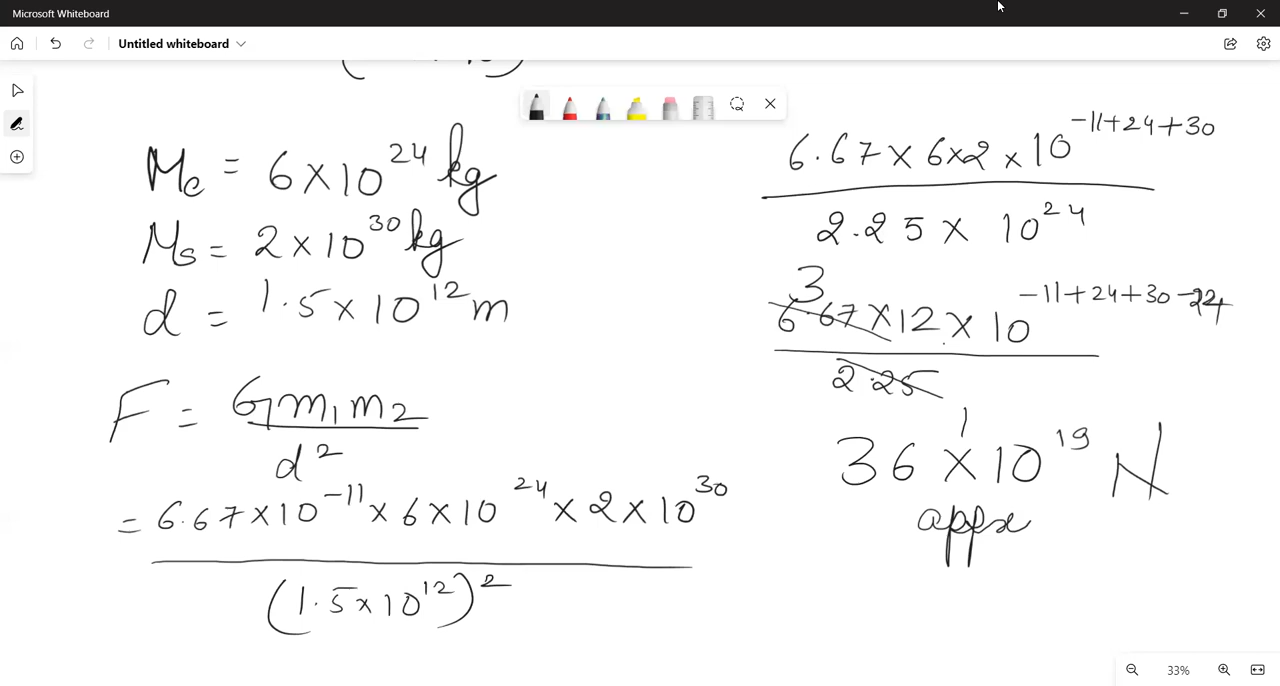 Microsoft Whiteboard
Untitled whiteboard
Me = 6×10^24 kg
Ms = 2×10^30 kg
d = 1.5×10^12 m
F = Gm1m2
d^2
= 6.67×10^-11 × 6×10^24 × 2×10^30
(1.5×10^12)^2
6.67×6×2×10^-11+24+30
2.25× 10^24
3
6.67×12×10^-11+24+30-24
2.25
1
36×10^19 N
appx
33%